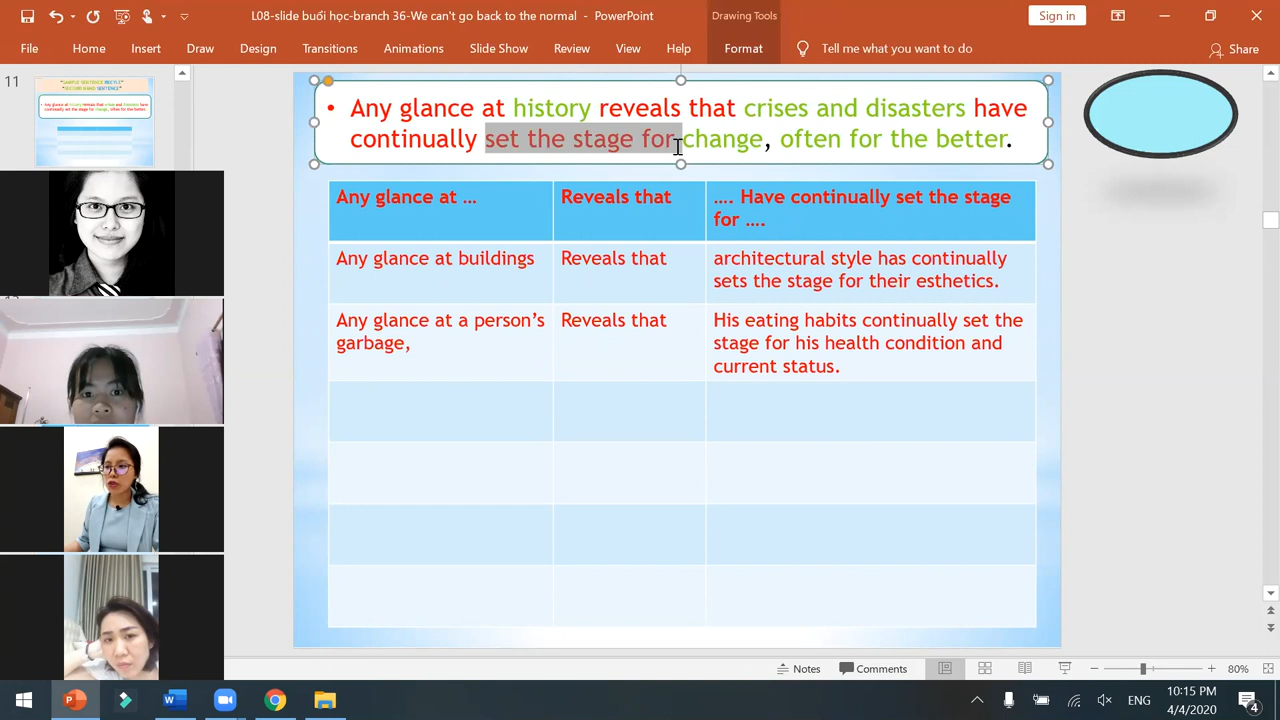 L08-slide buổi học-branch 36-We can't go back to the normal - PowerPoint
Drawing Tools
Sign in
File Home Insert Draw Design Transitions Animations Slide Show Review View Help Format Tell me what you want to do Share
11
• Any glance at history reveals that crises and disasters have
continually set the stage for change, often for the better.
Any glance at … Reveals that …. Have continually set the stage
for ….
Any glance at buildings Reveals that architectural style has continually
sets the stage for their esthetics.
Any glance at a person's Reveals that His eating habits continually set the
garbage, stage for his health condition and
current status.
Notes Comments 80%
ENG
10:15 PM
4/4/2020
4